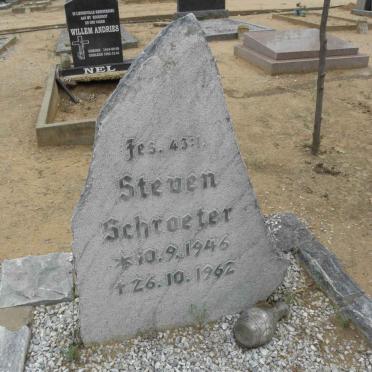 WILLEM ANDRIES
NEL
Jes. 43:1.
Steven
Schroeter
* 10.9.1946
† 26.10.1962